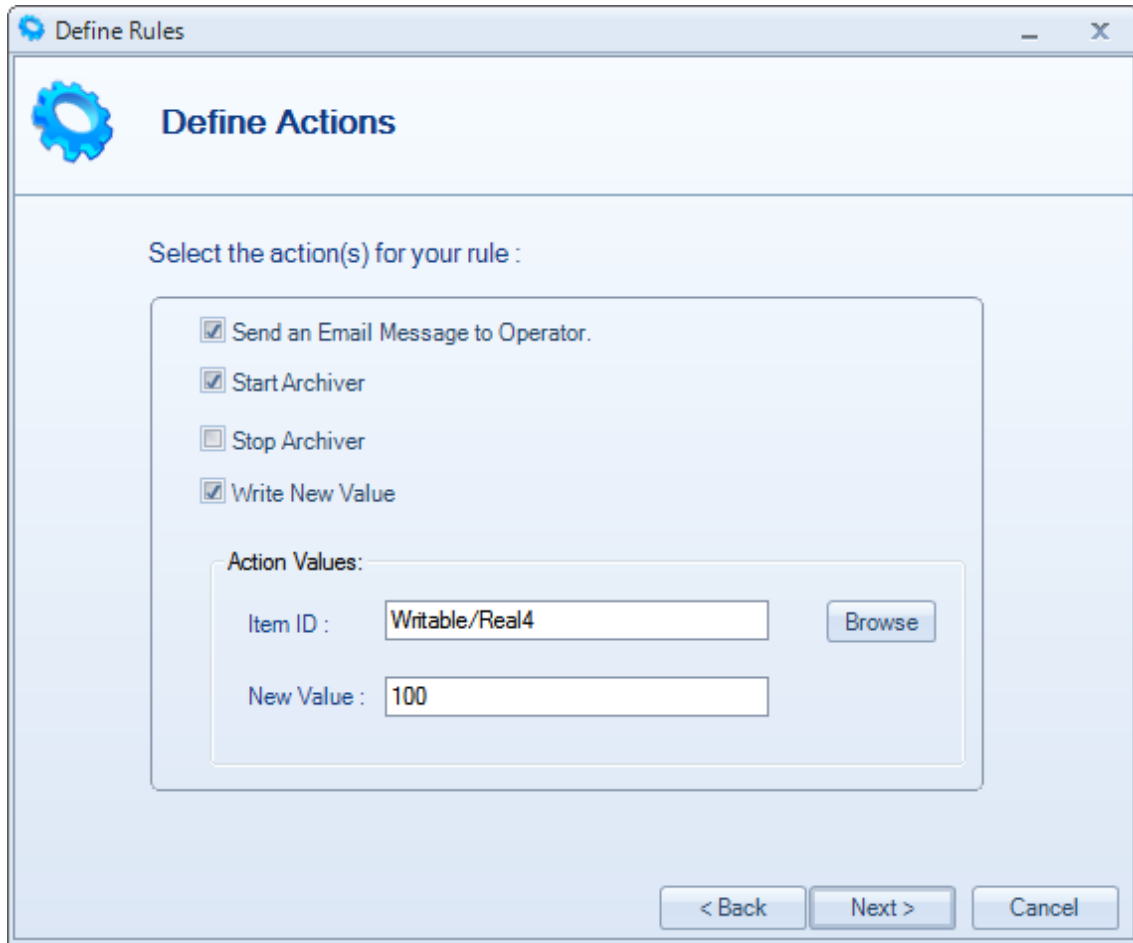 Define Rules
Define Actions
Select the action(s) for your rule :
Send an Email Message to Operator.
Start Archiver
Stop Archiver
Write New Value
Action Values:
Item ID : Writable/Real4 Browse
New Value : 100
< Back Next > Cancel